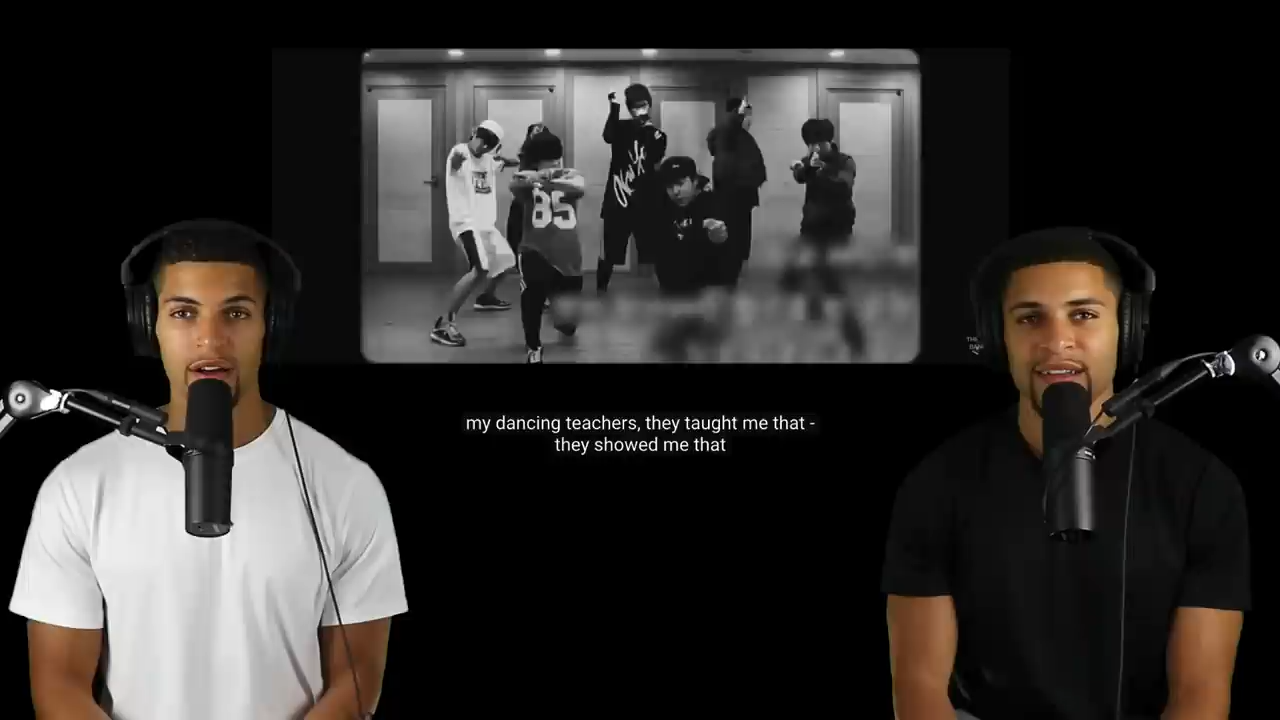 85
my dancing teachers, they taught me that -
they showed me that